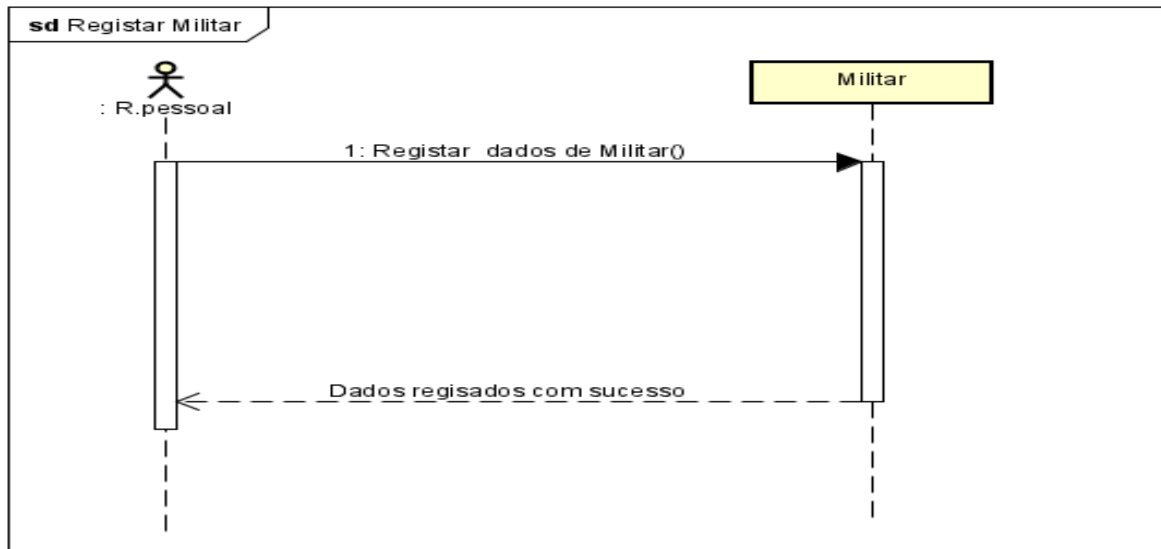 sd Registar Militar
: R.pessoal
Militar
1: Registar dados de Militar()
Dados regisados com sucesso